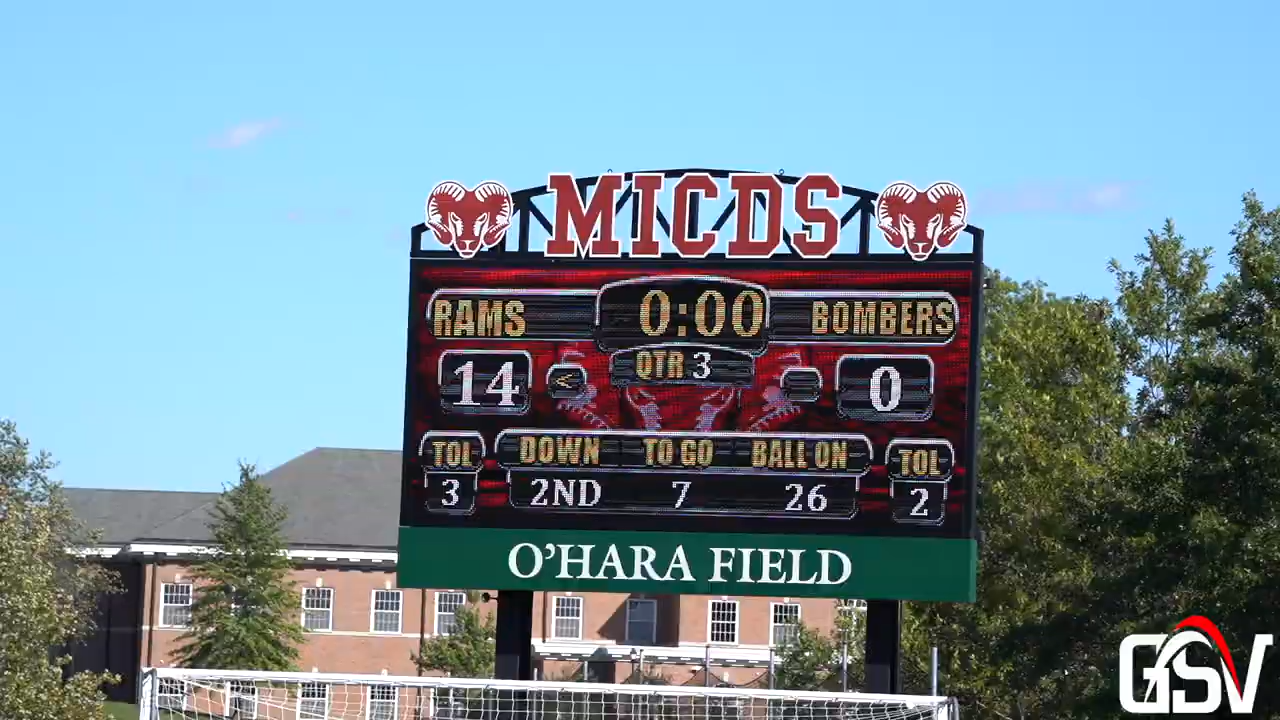 MICDS
RAMS 0:00 BOMBERS
14 < QTR 3 0
TOL DOWN TO GO BALL ON TOL
3 2ND 7 26 2
O'HARA FIELD
GSV